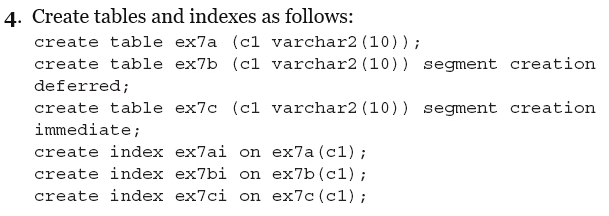 4. Create tables and indexes as follows:
create table ex7a (c1 varchar2(10));
create table ex7b (c1 varchar2(10)) segment creation
deferred;
create table ex7c (c1 varchar2(10)) segment creation
immediate;
create index ex7ai on ex7a(c1);
create index ex7bi on ex7b(c1);
create index ex7ci on ex7c(c1);